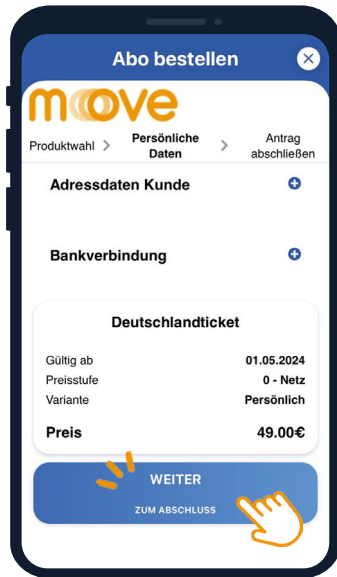 Abo bestellen
moove
Produktwahl
Persönliche
Daten
Antrag
abschließen
Adressdaten Kunde
Bankverbindung
Deutschlandticket
Gültig ab 01.05.2024
Preisstufe 0 - Netz
Variante Persönlich
Preis 49.00€
WEITER
ZUM ABSCHLUSS